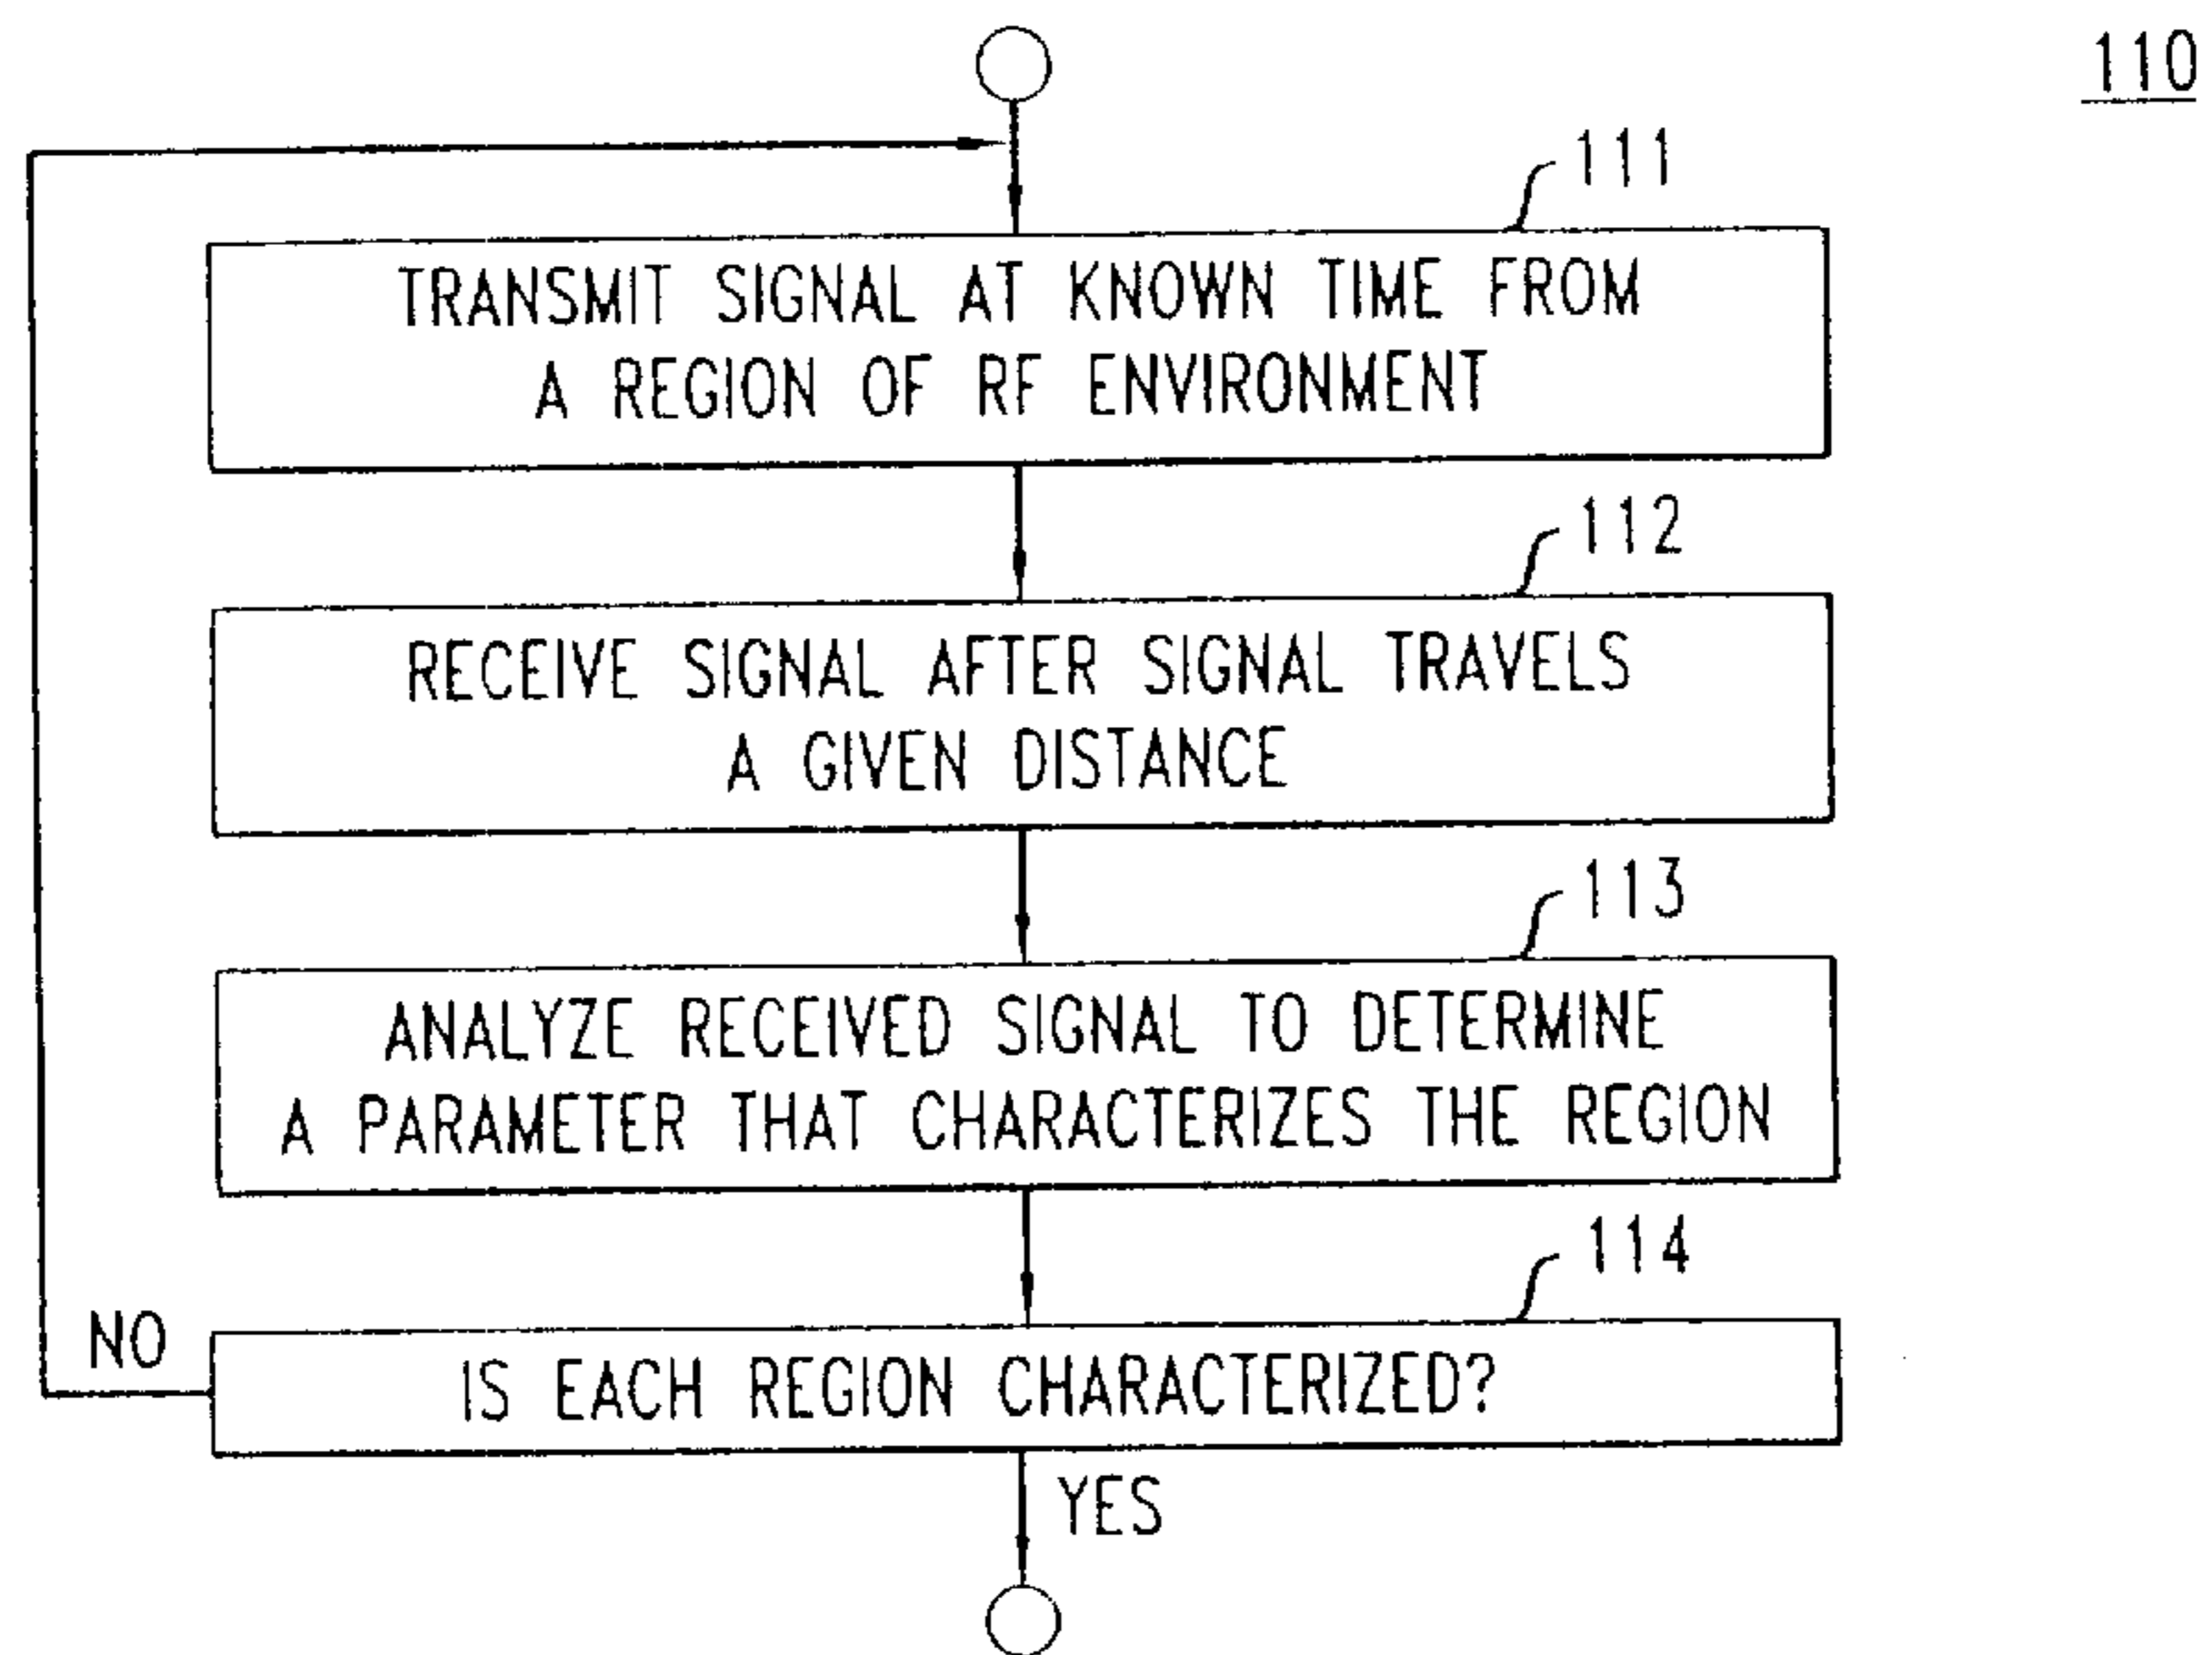 110
111
TRANSMIT SIGNAL AT KNOWN TIME FROM
A REGION OF RF ENVIRONMENT
112
RECEIVE SIGNAL AFTER SIGNAL TRAVELS
A GIVEN DISTANCE
113
ANALYZE RECEIVED SIGNAL TO DETERMINE
A PARAMETER THAT CHARACTERIZES THE REGION
114
NO
IS EACH REGION CHARACTERIZED?
YES